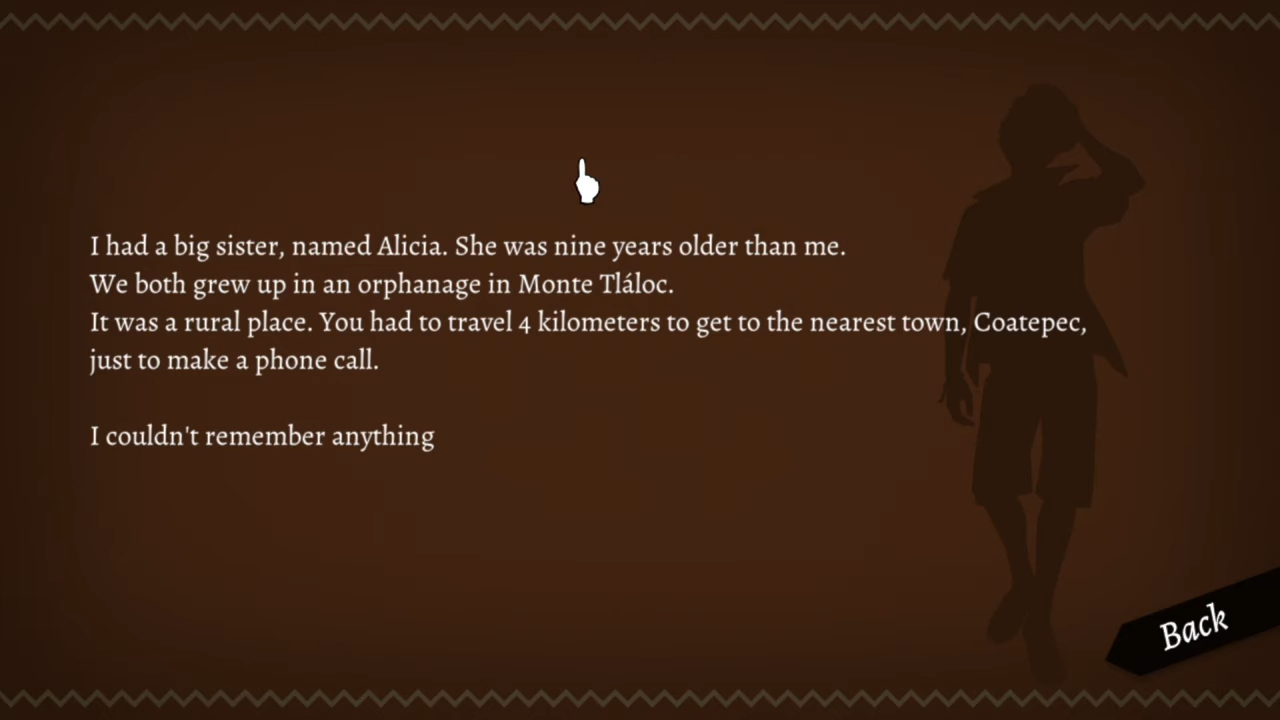 I had a big sister, named Alicia. She was nine years older than me.
We both grew up in an orphanage in Monte Tláloc.
It was a rural place. You had to travel 4 kilometers to get to the nearest town, Coatepec,
just to make a phone call.
I couldn't remember anything
Back